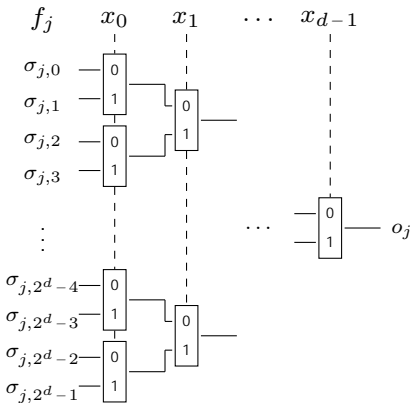 f_j x_0 x_1 ⋯ x_{d−1}
σ_{j,0} 0
σ_{j,1} 1 0
σ_{j,2} 0 1
σ_{j,3} 1
0
⋮ ⋯ o_j
1
σ_{j,2^d−4} 0
σ_{j,2^d−3} 1 0
σ_{j,2^d−2} 0 1
σ_{j,2^d−1} 1